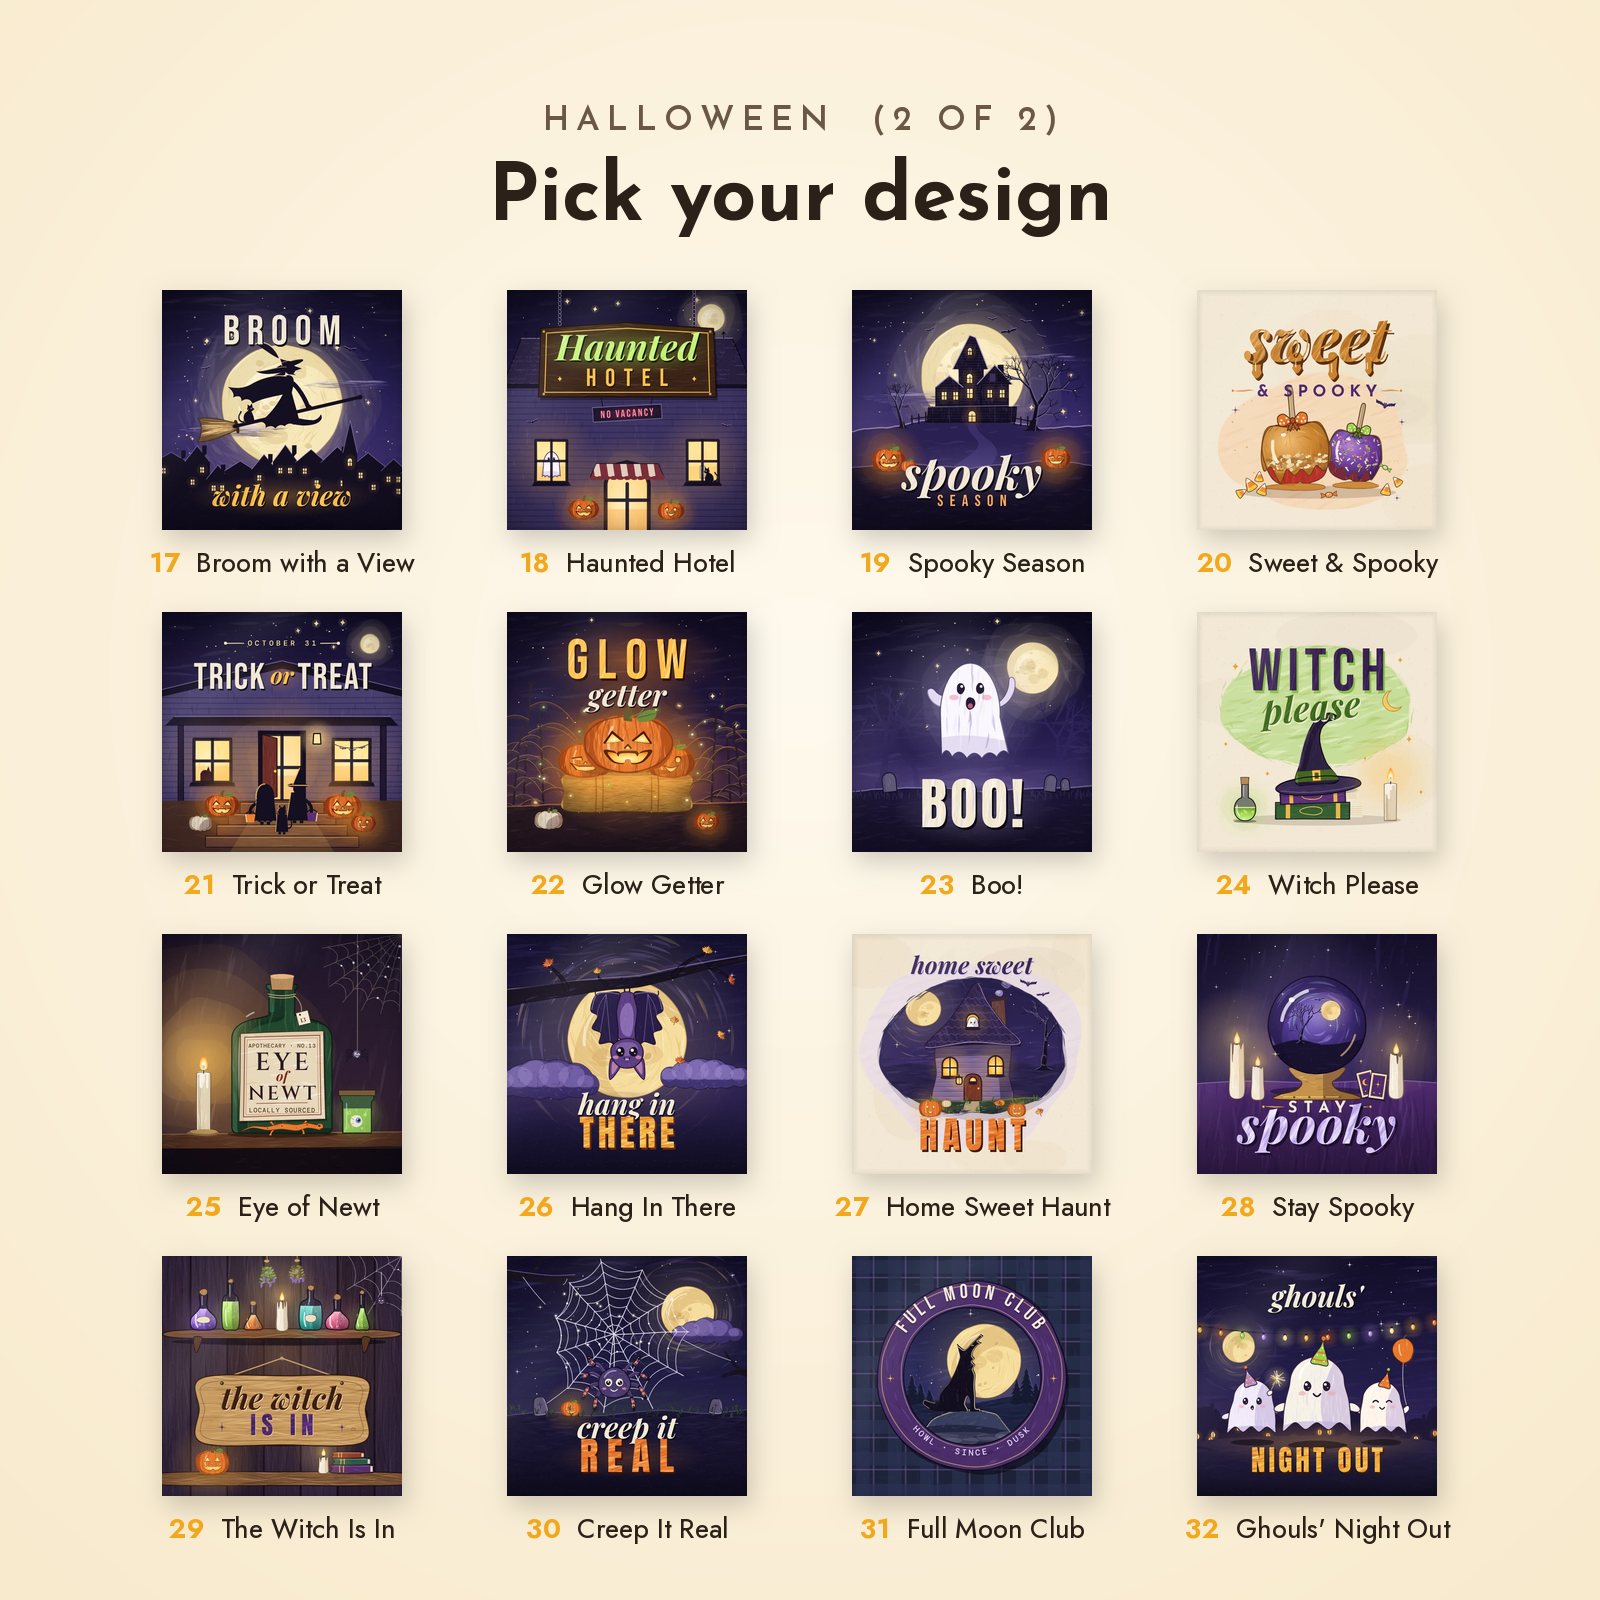 HALLOWEEN (2 OF 2)
Pick your design
BROOM
with a view
17 Broom with a View
Haunted
HOTEL
NO VACANCY
18 Haunted Hotel
spooky
SEASON
19 Spooky Season
sweet
& SPOOKY
20 Sweet & Spooky
OCTOBER 31
TRICK or TREAT
21 Trick or Treat
GLOW
getter
22 Glow Getter
BOO!
23 Boo!
WITCH
please
24 Witch Please
APOTHECARY · NO.13
EYE
of
NEWT
LOCALLY SOURCED
25 Eye of Newt
hang in
THERE
26 Hang In There
home sweet
HAUNT
27 Home Sweet Haunt
STAY
spooky
28 Stay Spooky
the witch
IS IN
29 The Witch Is In
creep it
REAL
30 Creep It Real
FULL MOON CLUB
HOWL · SINCE · DUSK
31 Full Moon Club
ghouls'
NIGHT OUT
32 Ghouls' Night Out